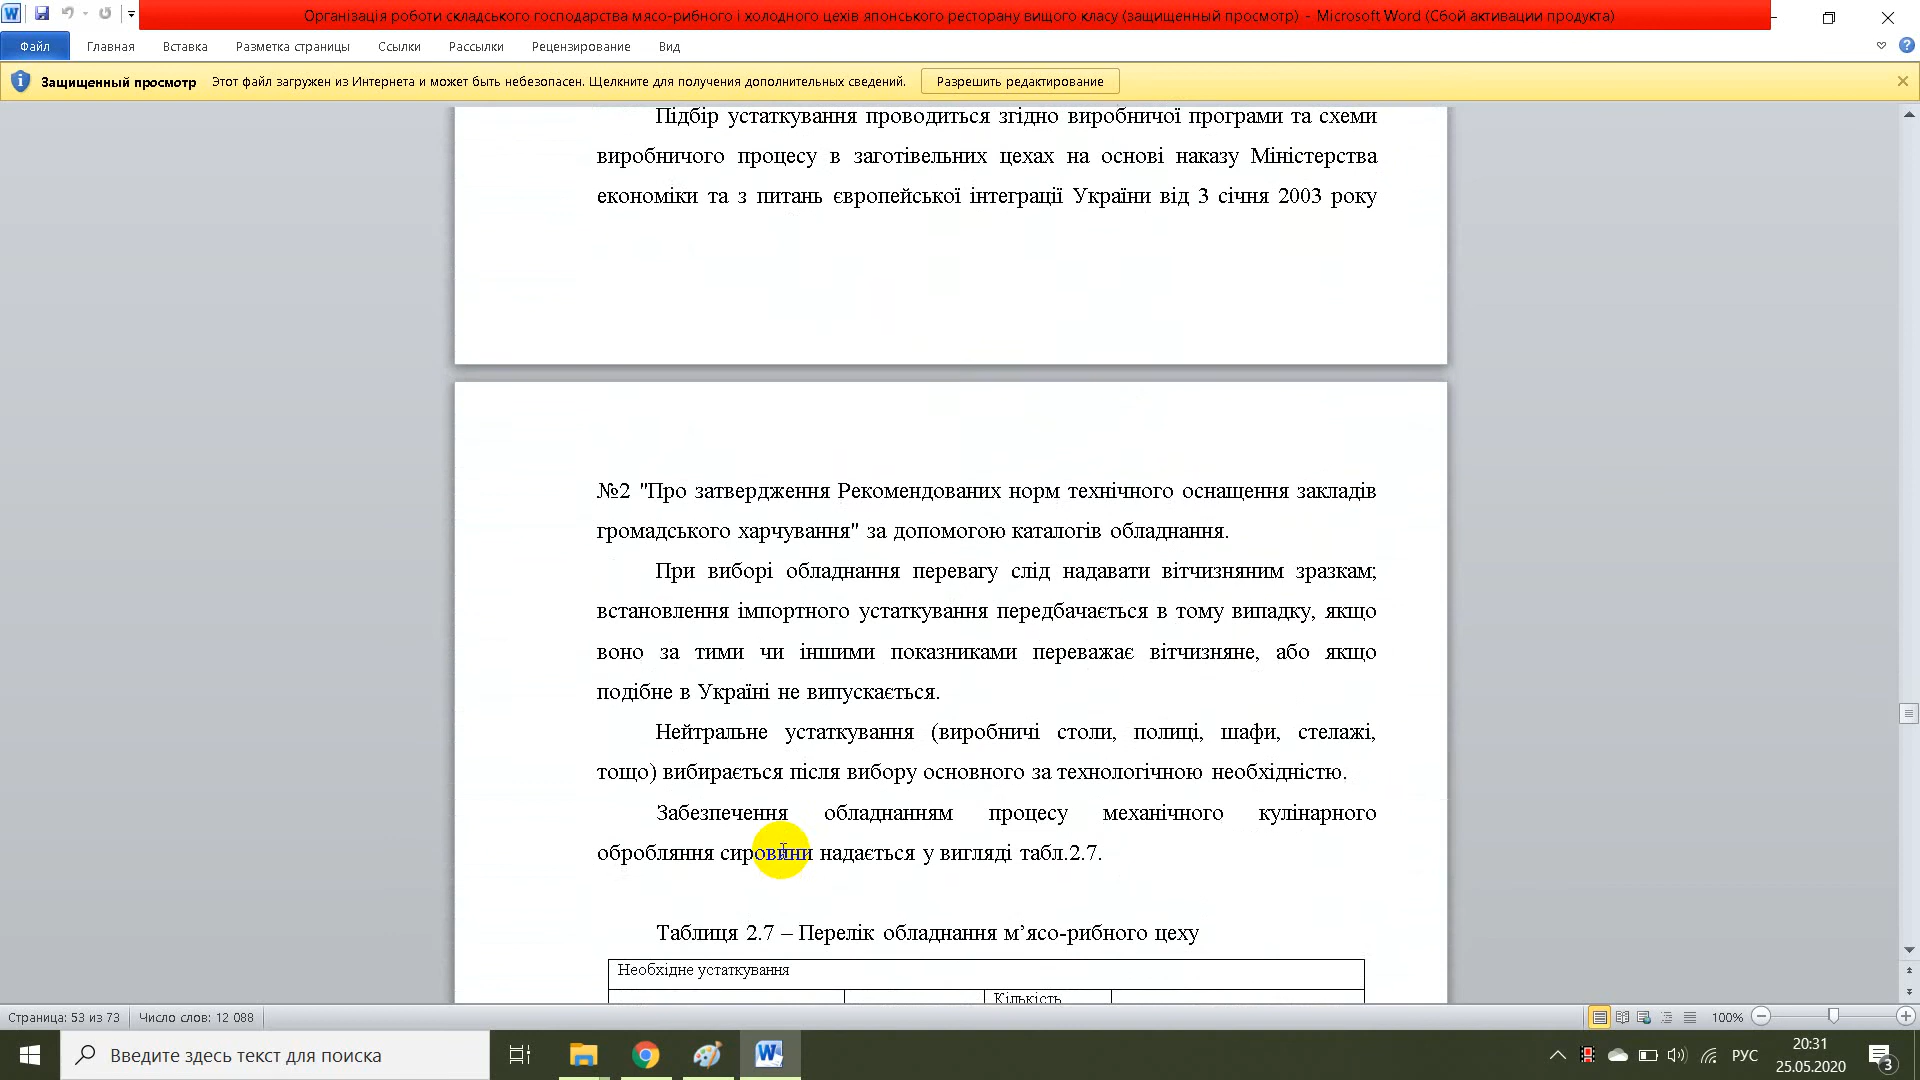 Організація роботи складського господарства мясо-рибного і холодного цехів японського ресторану вищого класу (защищенный просмотр) - Microsoft Word (Сбой активации продукта)
Файл Главная Вставка Разметка страницы Ссылки Рассылки Рецензирование Вид
Защищенный просмотр Этот файл загружен из Интернета и может быть небезопасен. Щелкните для получения дополнительных сведений. Разрешить редактирование
Підбір устаткування проводиться згідно виробничої програми та схеми
виробничого процесу в заготівельних цехах на основі наказу Міністерства
економіки та з питань європейської інтеграції України від 3 січня 2003 року
№2 "Про затвердження Рекомендованих норм технічного оснащення закладів
громадського харчування" за допомогою каталогів обладнання.
При виборі обладнання перевагу слід надавати вітчизняним зразкам;
встановлення імпортного устаткування передбачається в тому випадку, якщо
воно за тими чи іншими показниками переважає вітчизняне, або якщо
подібне в Україні не випускається.
Нейтральне устаткування (виробничі столи, полиці, шафи, стелажі,
тощо) вибирається після вибору основного за технологічною необхідністю.
Забезпечення обладнанням процесу механічного кулінарного
обробляння сировини надається у вигляді табл.2.7.
Таблиця 2.7 – Перелік обладнання м’ясо-рибного цеху
Необхідне устаткування
Кількість
Страница: 53 из 73 Число слов: 12 088 100%
Введите здесь текст для поиска РУС 20:31
25.05.2020 3